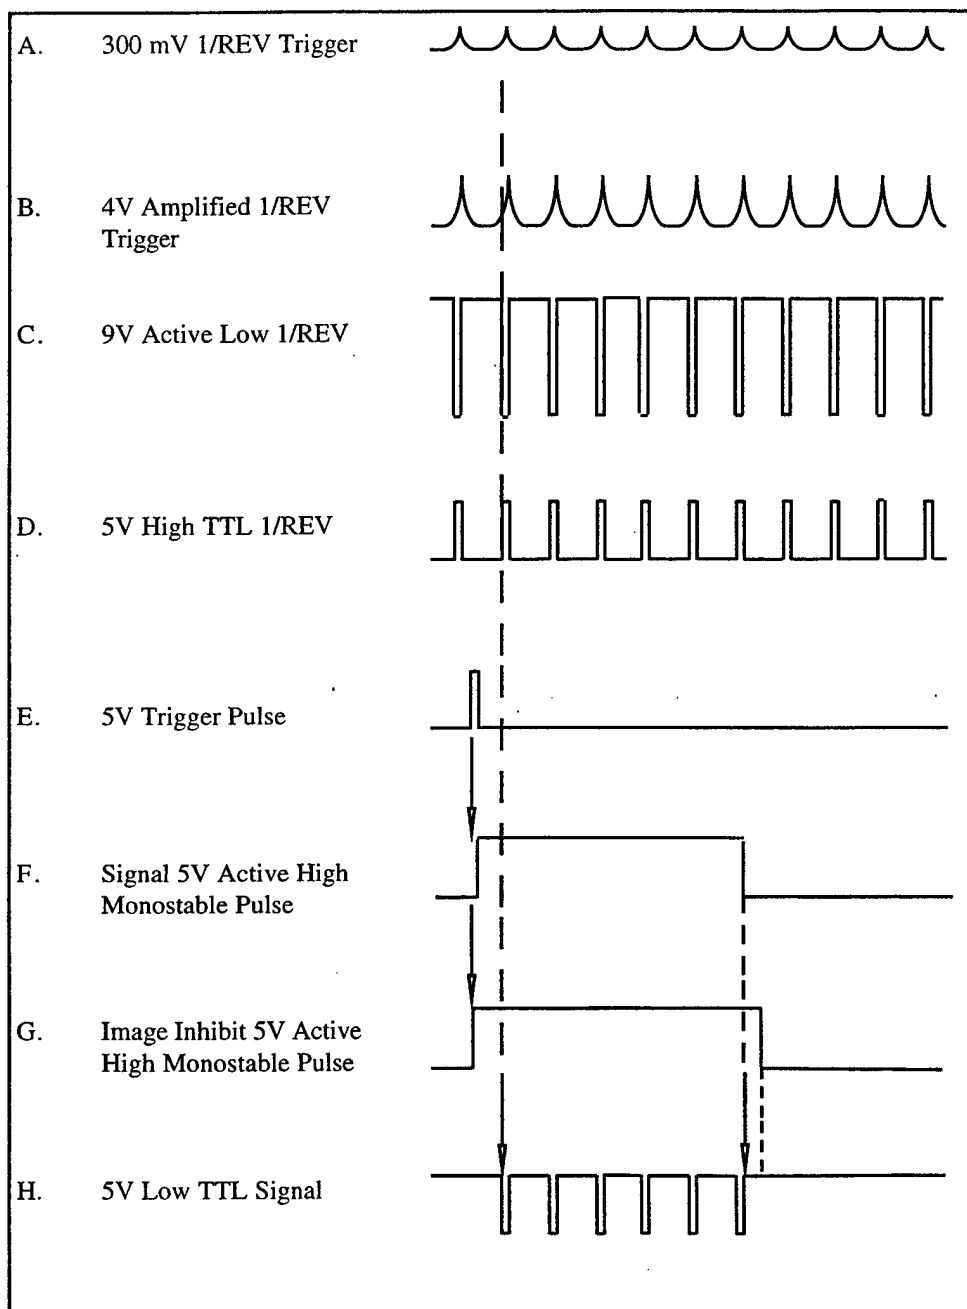 A. 300 mV 1/REV Trigger
B. 4V Amplified 1/REV
Trigger
C. 9V Active Low 1/REV
D. 5V High TTL 1/REV
E. 5V Trigger Pulse
F. Signal 5V Active High
Monostable Pulse
G. Image Inhibit 5V Active
High Monostable Pulse
H. 5V Low TTL Signal